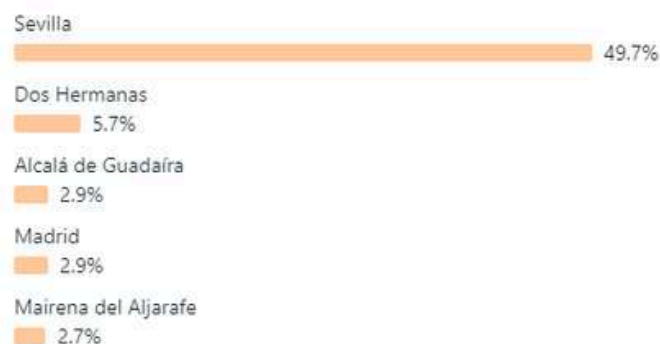 Sevilla
49.7%
Dos Hermanas
5.7%
Alcalá de Guadaíra
2.9%
Madrid
2.9%
Mairena del Aljarafe
2.7%